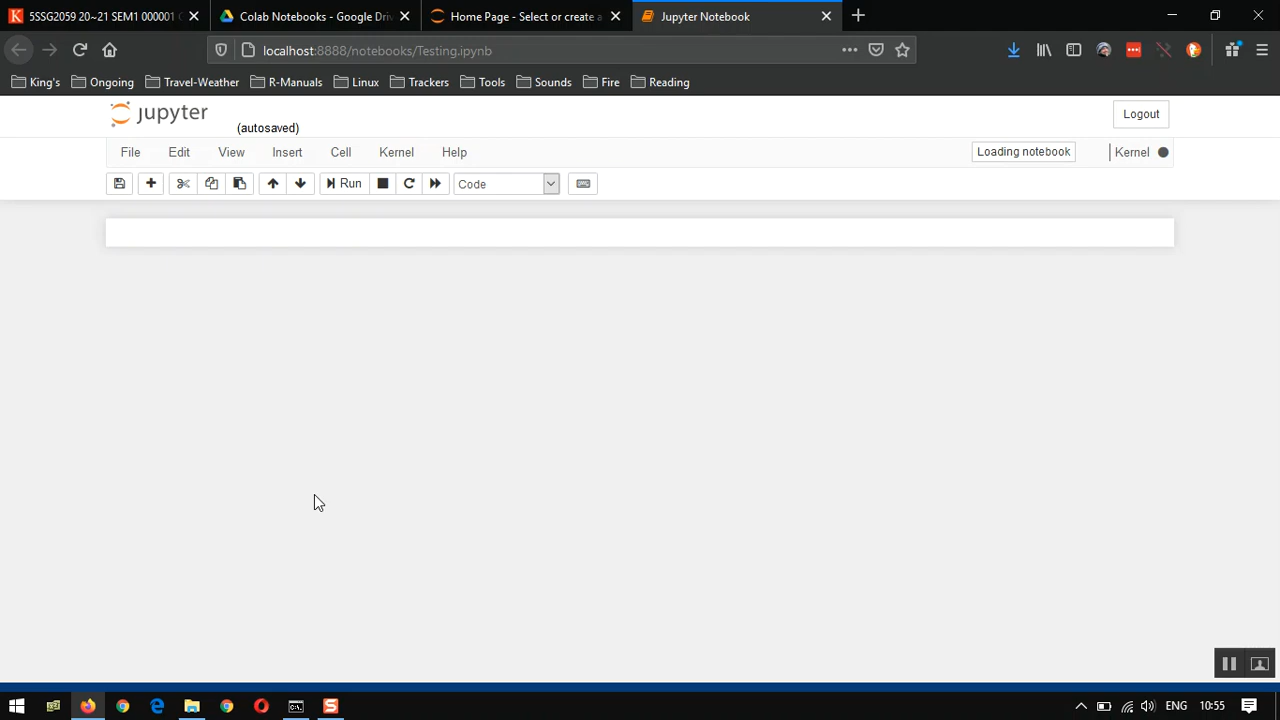 5SSG2059 20~21 SEM1 000001
Colab Notebooks - Google Dri
Home Page - Select or create a
Jupyter Notebook
localhost:8888/notebooks/Testing.ipynb
King's
Ongoing
Travel-Weather
R-Manuals
Linux
Trackers
Tools
Sounds
Fire
Reading
jupyter
(autosaved)
Logout
File
Edit
View
Insert
Cell
Kernel
Help
Loading notebook
Kernel
Run
Code
ENG
10:55